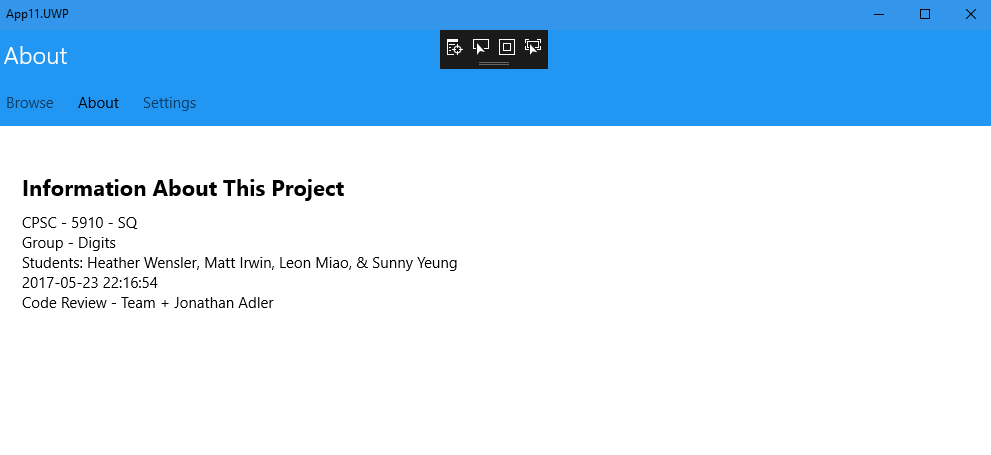 App11.UWP
About
Browse About Settings
Information About This Project
CPSC - 5910 - SQ
Group - Digits
Students: Heather Wensler, Matt Irwin, Leon Miao, & Sunny Yeung
2017-05-23 22:16:54
Code Review - Team + Jonathan Adler